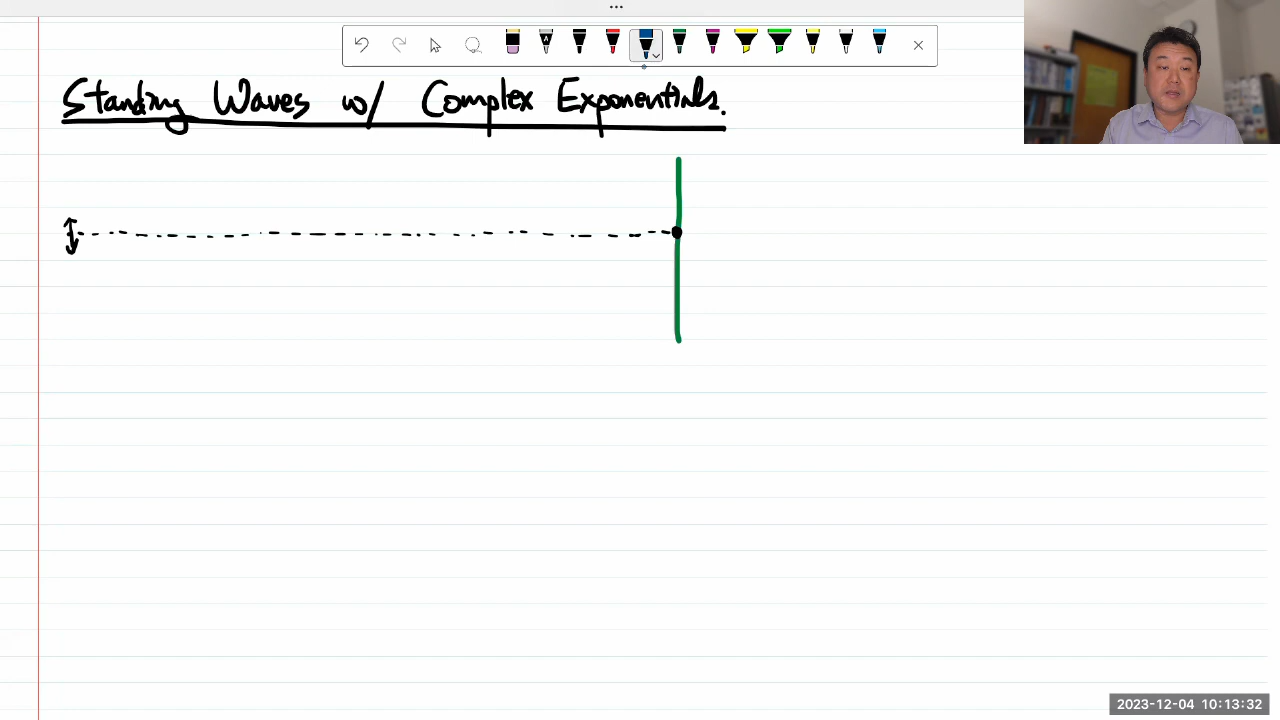 Standing Waves w/ Complex Exponentials.
2023-12-04 10:13:32